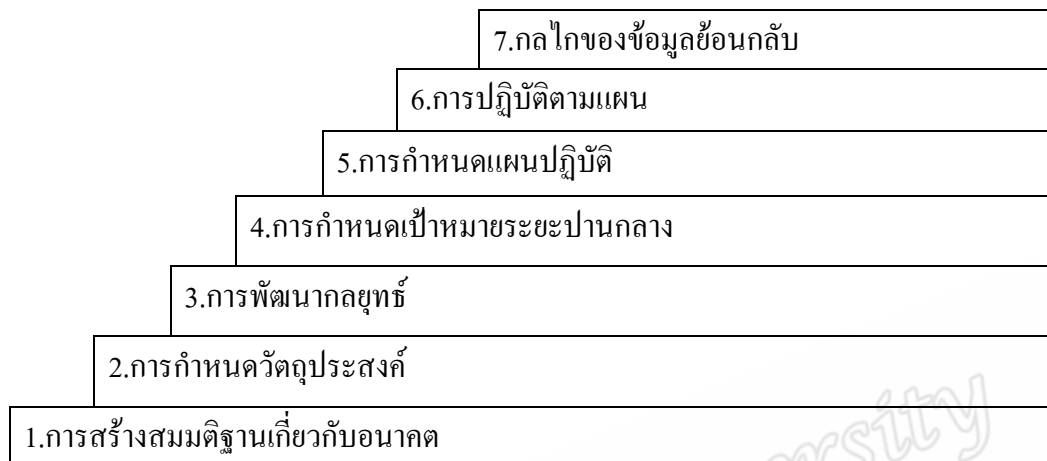 7.กลไกของข้อมูลย้อนกลับ
6.การปฏิบัติตามแผน
5.การกำหนดแผนปฏิบัติ
4.การกำหนดเป้าหมายระยะปานกลาง
3.การพัฒนากลยุทธ์
2.การกำหนดวัตถุประสงค์
1.การสร้างสมมติฐานเกี่ยวกับอนาคต